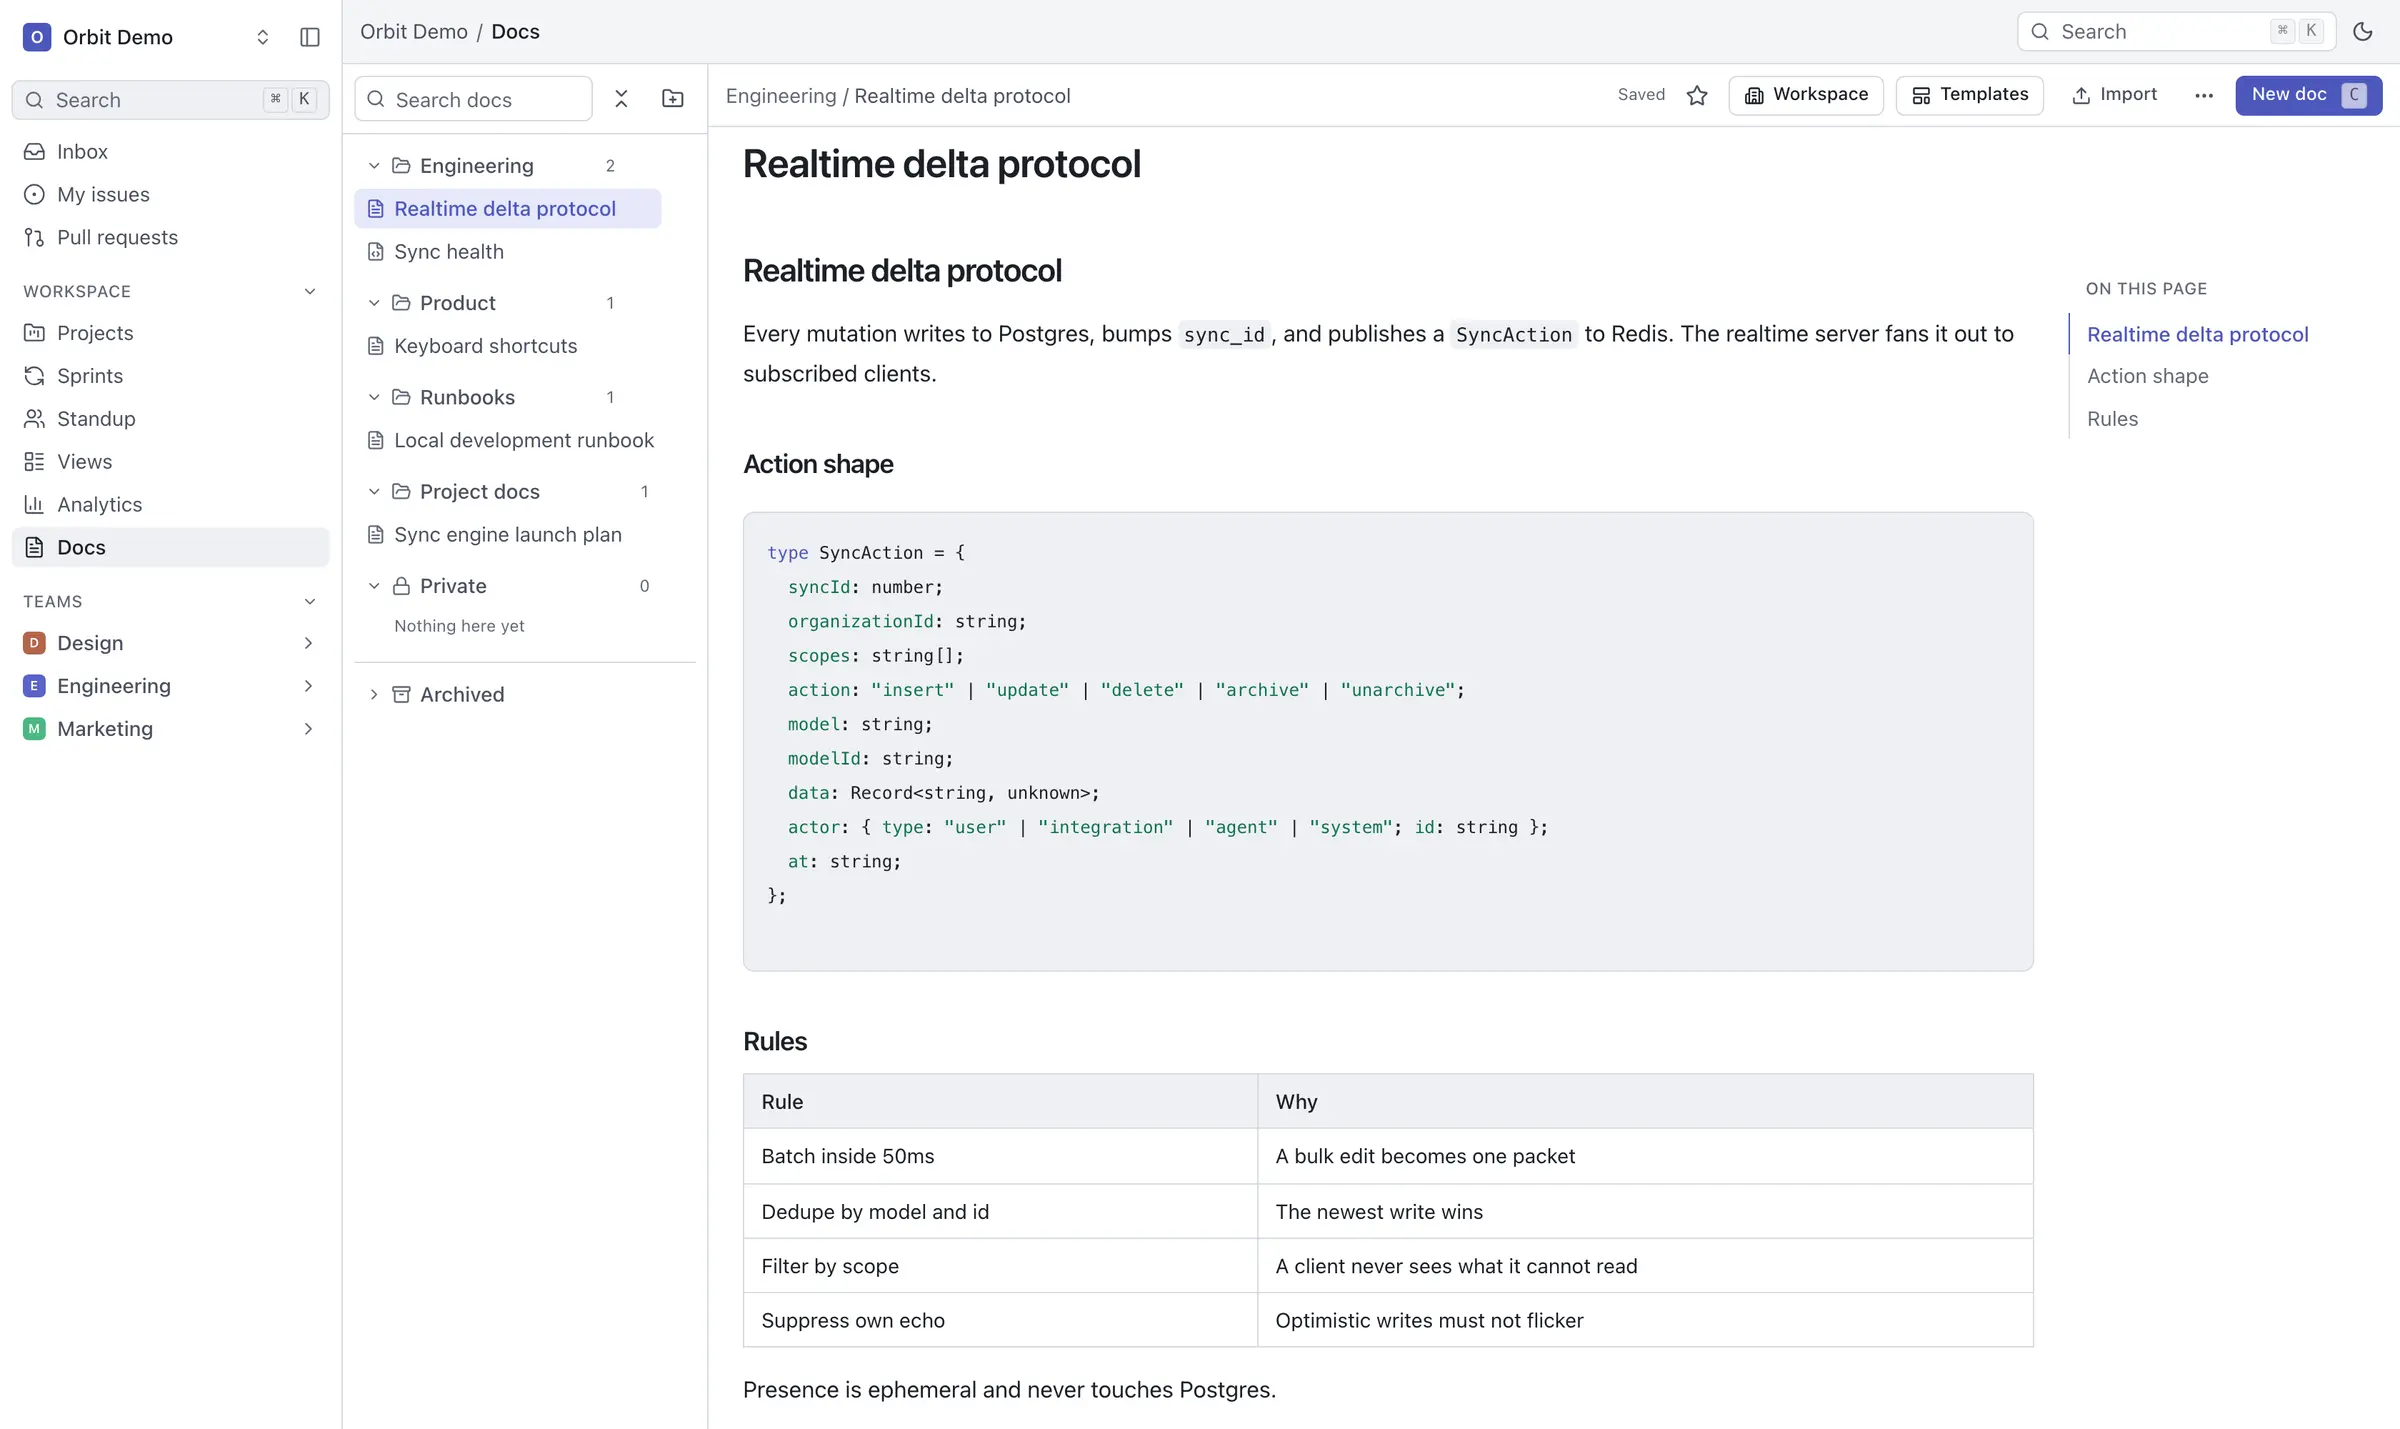 O Orbit Demo
Search ⌘ K
Inbox
My issues
Pull requests
WORKSPACE
Projects
Sprints
Standup
Views
Analytics
Docs
TEAMS
D Design
E Engineering
M Marketing
Orbit Demo / Docs
Search ⌘ K
Search docs
Engineering 2
Realtime delta protocol
Sync health
Product 1
Keyboard shortcuts
Runbooks 1
Local development runbook
Project docs 1
Sync engine launch plan
Private 0
Nothing here yet
Archived
Engineering / Realtime delta protocol
Saved
Workspace
Templates
Import
New doc C
Realtime delta protocol
Realtime delta protocol
Every mutation writes to Postgres, bumps sync_id, and publishes a SyncAction to Redis. The realtime server fans it out to
subscribed clients.
Action shape
type SyncAction = {
  syncId: number;
  organizationId: string;
  scopes: string[];
  action: "insert" | "update" | "delete" | "archive" | "unarchive";
  model: string;
  modelId: string;
  data: Record<string, unknown>;
  actor: { type: "user" | "integration" | "agent" | "system"; id: string };
  at: string;
};
Rules
Rule Why
Batch inside 50ms A bulk edit becomes one packet
Dedupe by model and id The newest write wins
Filter by scope A client never sees what it cannot read
Suppress own echo Optimistic writes must not flicker
Presence is ephemeral and never touches Postgres.
ON THIS PAGE
Realtime delta protocol
Action shape
Rules